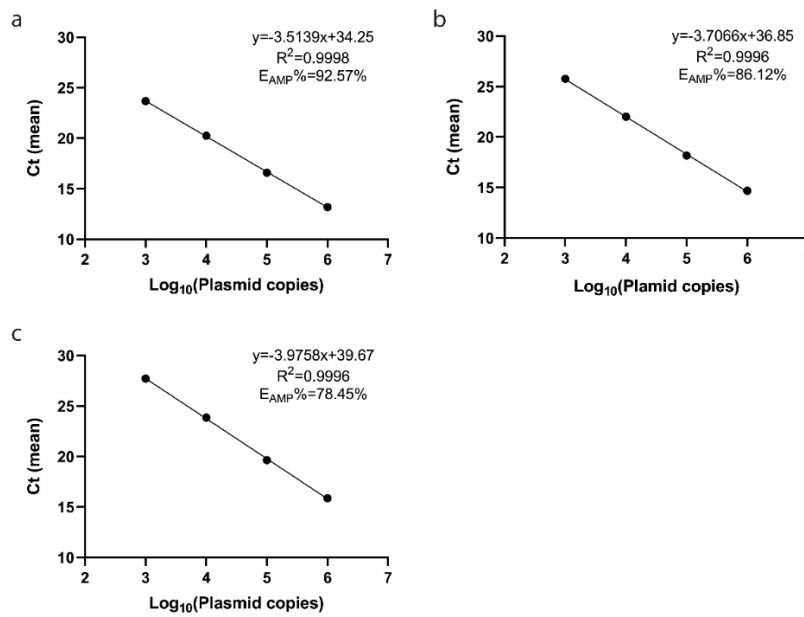 a
y=-3.5139x+34.25
R²=0.9998
E_AMP%=92.57%
30
25
20
15
10
Ct (mean)
2 3 4 5 6 7
Log₁₀(Plasmid copies)
b
y=-3.7066x+36.85
R²=0.9996
E_AMP%=86.12%
30
25
20
15
10
Ct (mean)
2 3 4 5 6
Log₁₀(Plamid copies)
c
y=-3.9758x+39.67
R²=0.9996
E_AMP%=78.45%
30
25
20
15
10
Ct (mean)
2 3 4 5 6 7
Log₁₀(Plasmid copies)